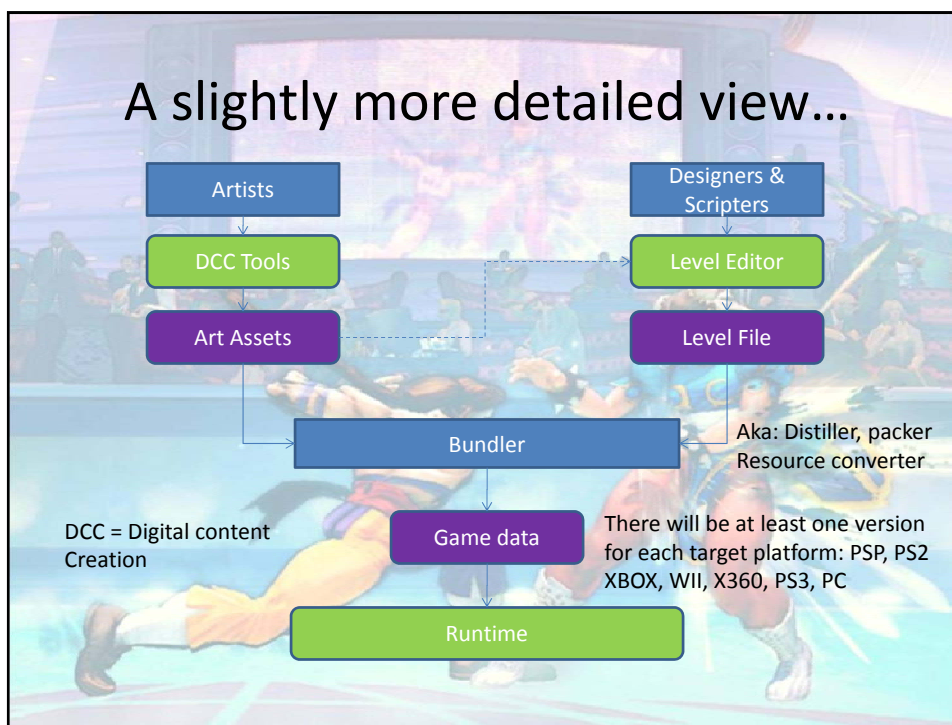 A slightly more detailed view…
Artists
Designers &
Scripters
DCC Tools
Level Editor
Art Assets
Level File
Bundler
Aka: Distiller, packer
Resource converter
DCC = Digital content
Creation
Game data
There will be at least one version
for each target platform: PSP, PS2
XBOX, WII, X360, PS3, PC
Runtime